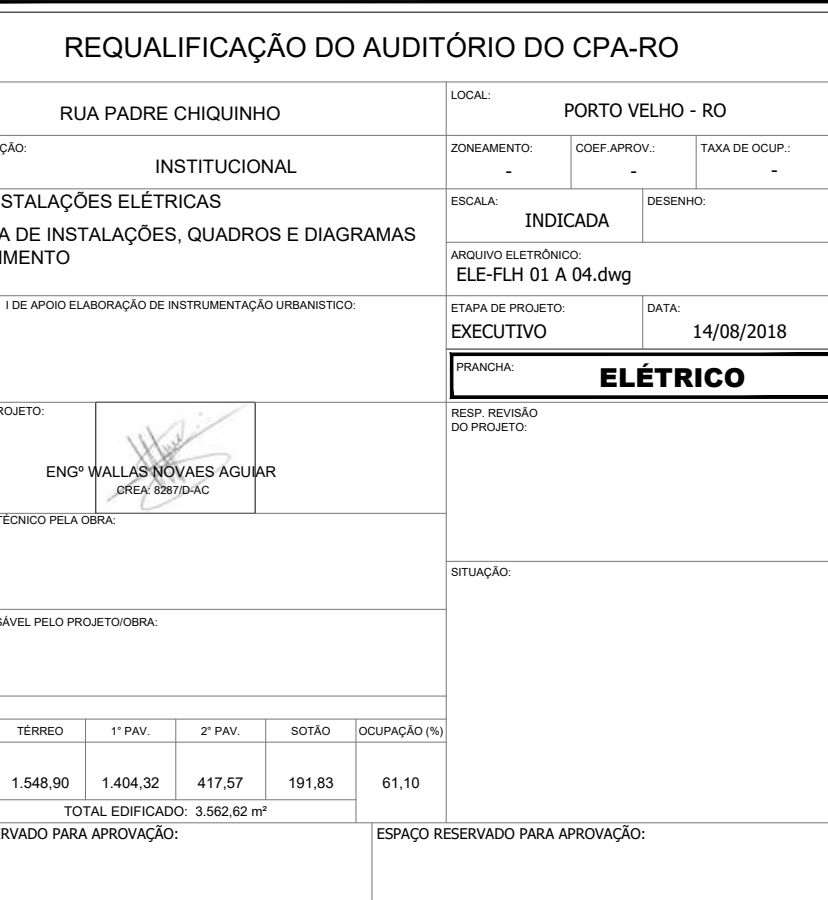 REQUALIFICAÇÃO DO AUDITÓRIO DO CPA-RO
RUA PADRE CHIQUINHO
LOCAL:
PORTO VELHO - RO
ÇÃO:
INSTITUCIONAL
ZONEAMENTO:
-
COEF.APROV.:
-
TAXA DE OCUP.:
-
STALAÇÕES ELÉTRICAS
A DE INSTALAÇÕES, QUADROS E DIAGRAMAS
IMENTO
ESCALA:
INDICADA
DESENHO:
ARQUIVO ELETRÔNICO:
ELE-FLH 01 A 04.dwg
I DE APOIO ELABORAÇÃO DE INSTRUMENTAÇÃO URBANISTICO:
ETAPA DE PROJETO:
EXECUTIVO
DATA:
14/08/2018
PRANCHA:
ELÉTRICO
ROJETO:
ENGº WALLAS NOVAES AGUIAR
CREA: 8287/D-AC
RESP. REVISÃO
DO PROJETO:
TÉCNICO PELA OBRA:
SITUAÇÃO:
SÁVEL PELO PROJETO/OBRA:
TÉRREO 1° PAV. 2° PAV. SOTÃO OCUPAÇÃO (%)
1.548,90 1.404,32 417,57 191,83 61,10
TOTAL EDIFICADO: 3.562,62 m²
RVADO PARA APROVAÇÃO:
ESPAÇO RESERVADO PARA APROVAÇÃO: